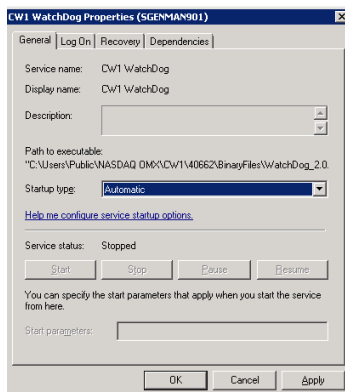 CW1 WatchDog Properties (SGENMAN901)
General Log On Recovery Dependencies
Service name: CW1 WatchDog
Display name: CW1 WatchDog
Description:
Path to executable:
"C:\Users\Public\NASDAQ OMX\CW1\40662\BinaryFiles\WatchDog_2.0.
Startup type: Automatic
Help me configure service startup options.
Service status: Stopped
Start Stop Pause Resume
You can specify the start parameters that apply when you start the service
from here.
Start parameters:
OK Cancel Apply